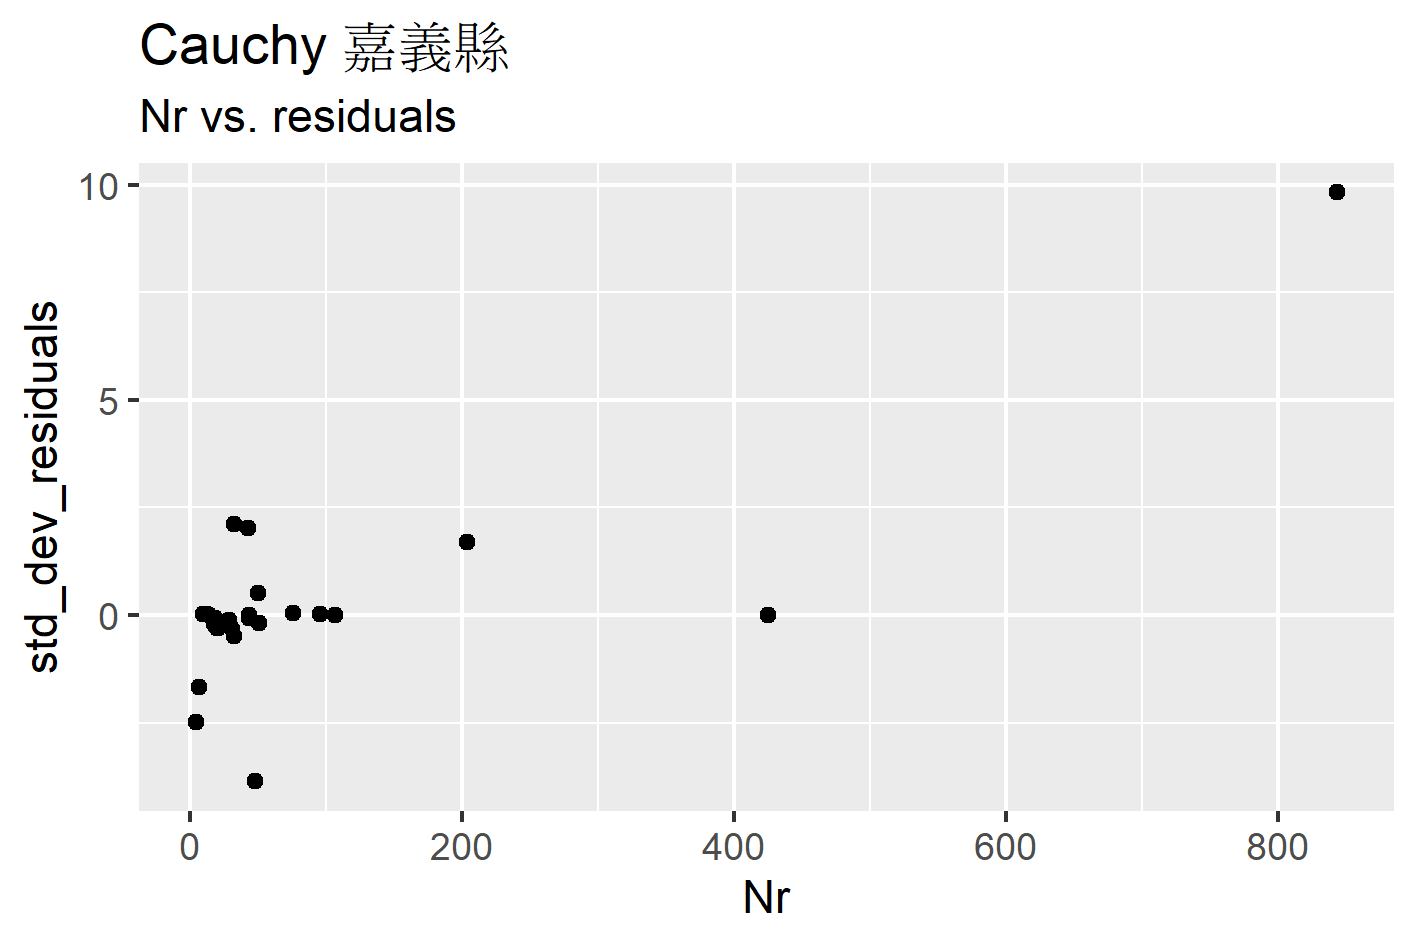 Cauchy 嘉義縣
Nr vs. residuals
10
5
0
std_dev_residuals
0 200 400 600 800
Nr